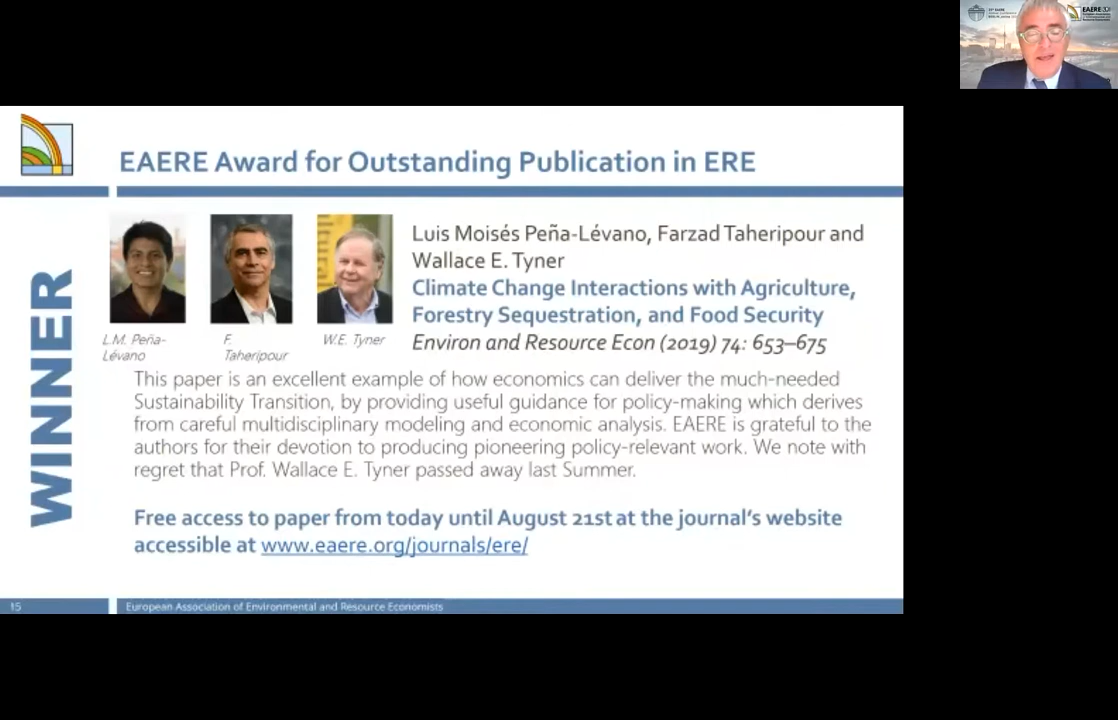 EAERE
EAERE Award for Outstanding Publication in ERE
WINNER
Luis Moisés Peña-Lévano, Farzad Taheripour and
Wallace E. Tyner
Climate Change Interactions with Agriculture,
Forestry Sequestration, and Food Security
Environ and Resource Econ (2019) 74: 653–675
L.M. Peña-
Lévano
F.
Taheripour
W.E. Tyner
This paper is an excellent example of how economics can deliver the much-needed
Sustainability Transition, by providing useful guidance for policy-making which derives
from careful multidisciplinary modeling and economic analysis. EAERE is grateful to the
authors for their devotion to producing pioneering policy-relevant work. We note with
regret that Prof. Wallace E. Tyner passed away last Summer.
Free access to paper from today until August 21st at the journal's website
accessible at www.eaere.org/journals/ere/
15
European Association of Environmental and Resource Economists